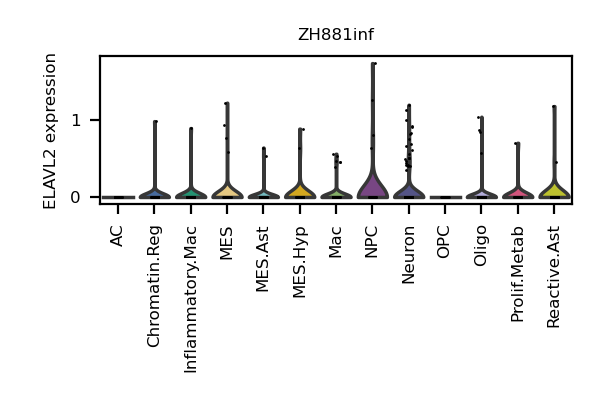 ZH881inf
ELAVL2 expression
1
0
AC
Chromatin.Reg
Inflammatory.Mac
MES
MES.Ast
MES.Hyp
Mac
NPC
Neuron
OPC
Oligo
Prolif.Metab
Reactive.Ast